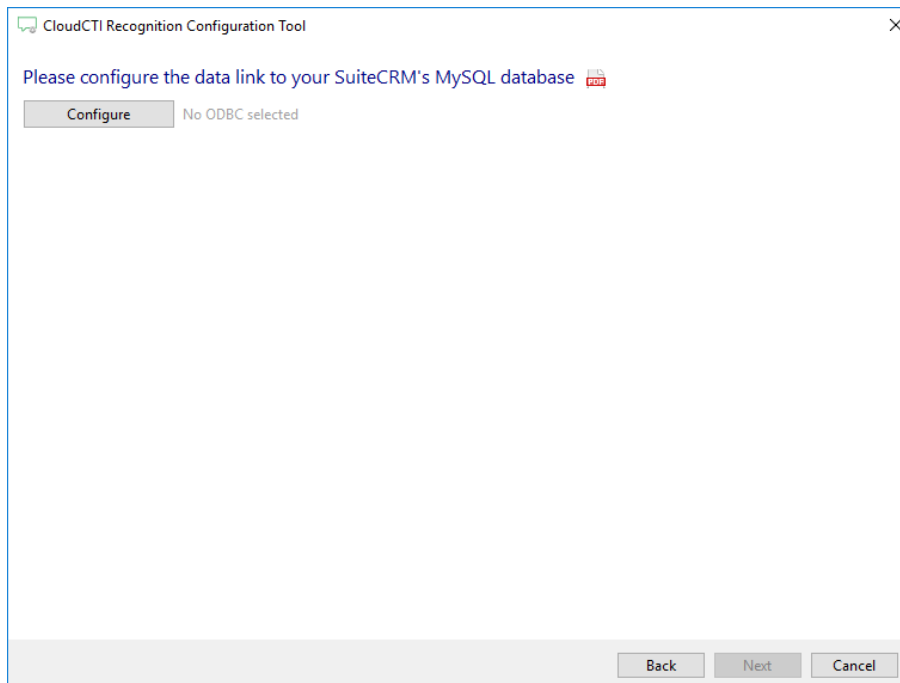 CloudCTI Recognition Configuration Tool
Please configure the data link to your SuiteCRM's MySQL database PDF
Configure No ODBC selected
Back Next Cancel